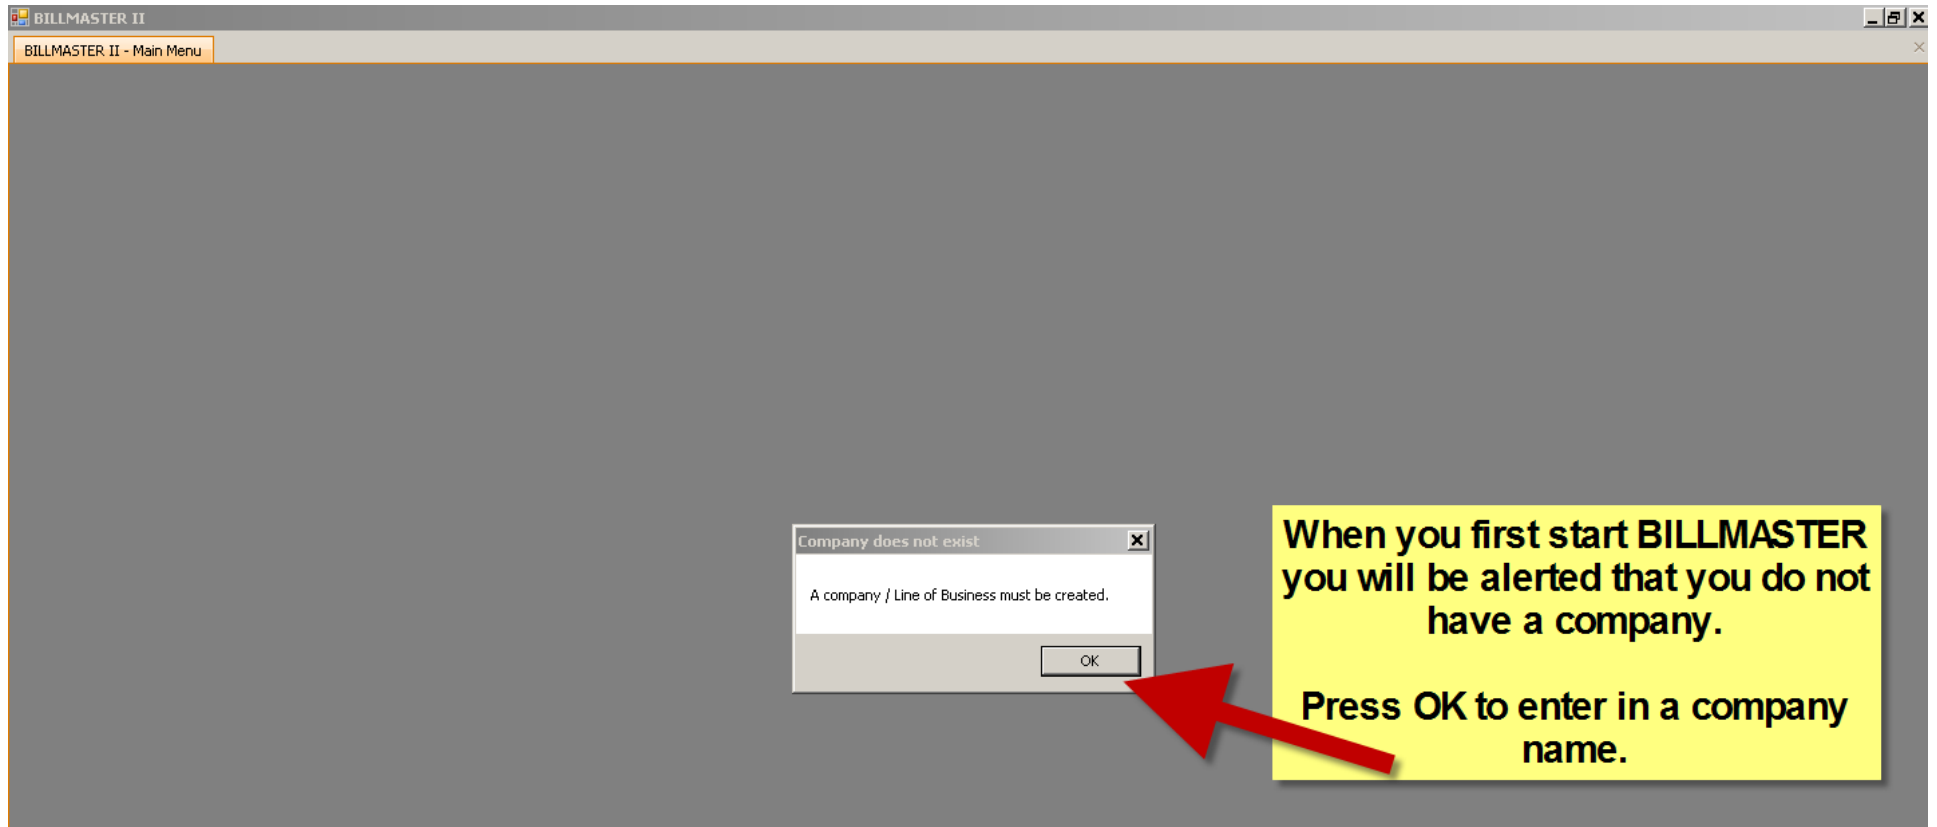 BILLMASTER II
BILLMASTER II - Main Menu
Company does not exist
A company / Line of Business must be created.
OK
When you first start BILLMASTER
you will be alerted that you do not
have a company.
Press OK to enter in a company
name.